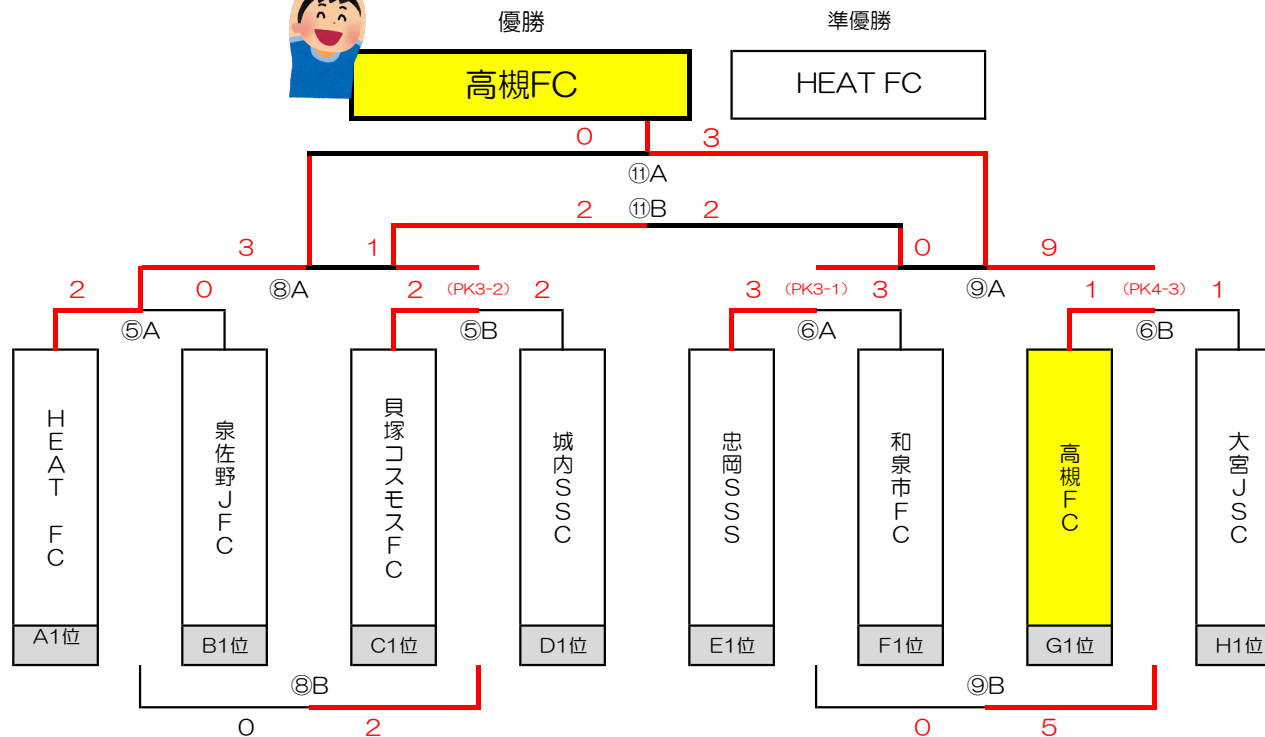 優勝
準優勝
高槻FC
HEAT FC
0 3
⑪A
2 ⑪B 2
3 1 0 9
⑧A ⑨A
2 0 2 (PK3-2) 2 3 (PK3-1) 3 1 (PK4-3) 1
⑤A ⑤B ⑥A ⑥B
HEAT FC
泉佐野JFC
貝塚コスモスFC
城内SSC
忠岡SSS
和泉市FC
高槻FC
大宮JSC
A1位 B1位 C1位 D1位 E1位 F1位 G1位 H1位
⑧B ⑨B
0 2 0 5